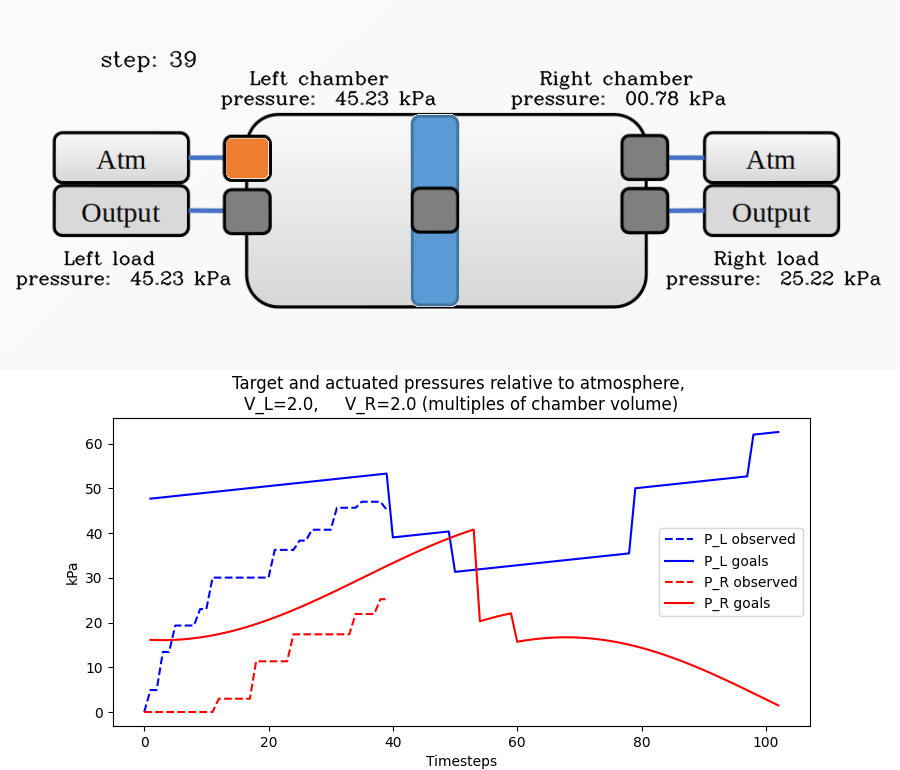 step: 39
Left chamber
pressure: 45.23 kPa
Right chamber
pressure: 00.78 kPa
Atm
Output
Atm
Output
Left load
pressure: 45.23 kPa
Right load
pressure: 25.22 kPa
Target and actuated pressures relative to atmosphere,
V_L=2.0, V_R=2.0 (multiples of chamber volume)
kPa
60
50
40
30
20
10
0
P_L observed
P_L goals
P_R observed
P_R goals
0 20 40 60 80 100
Timesteps